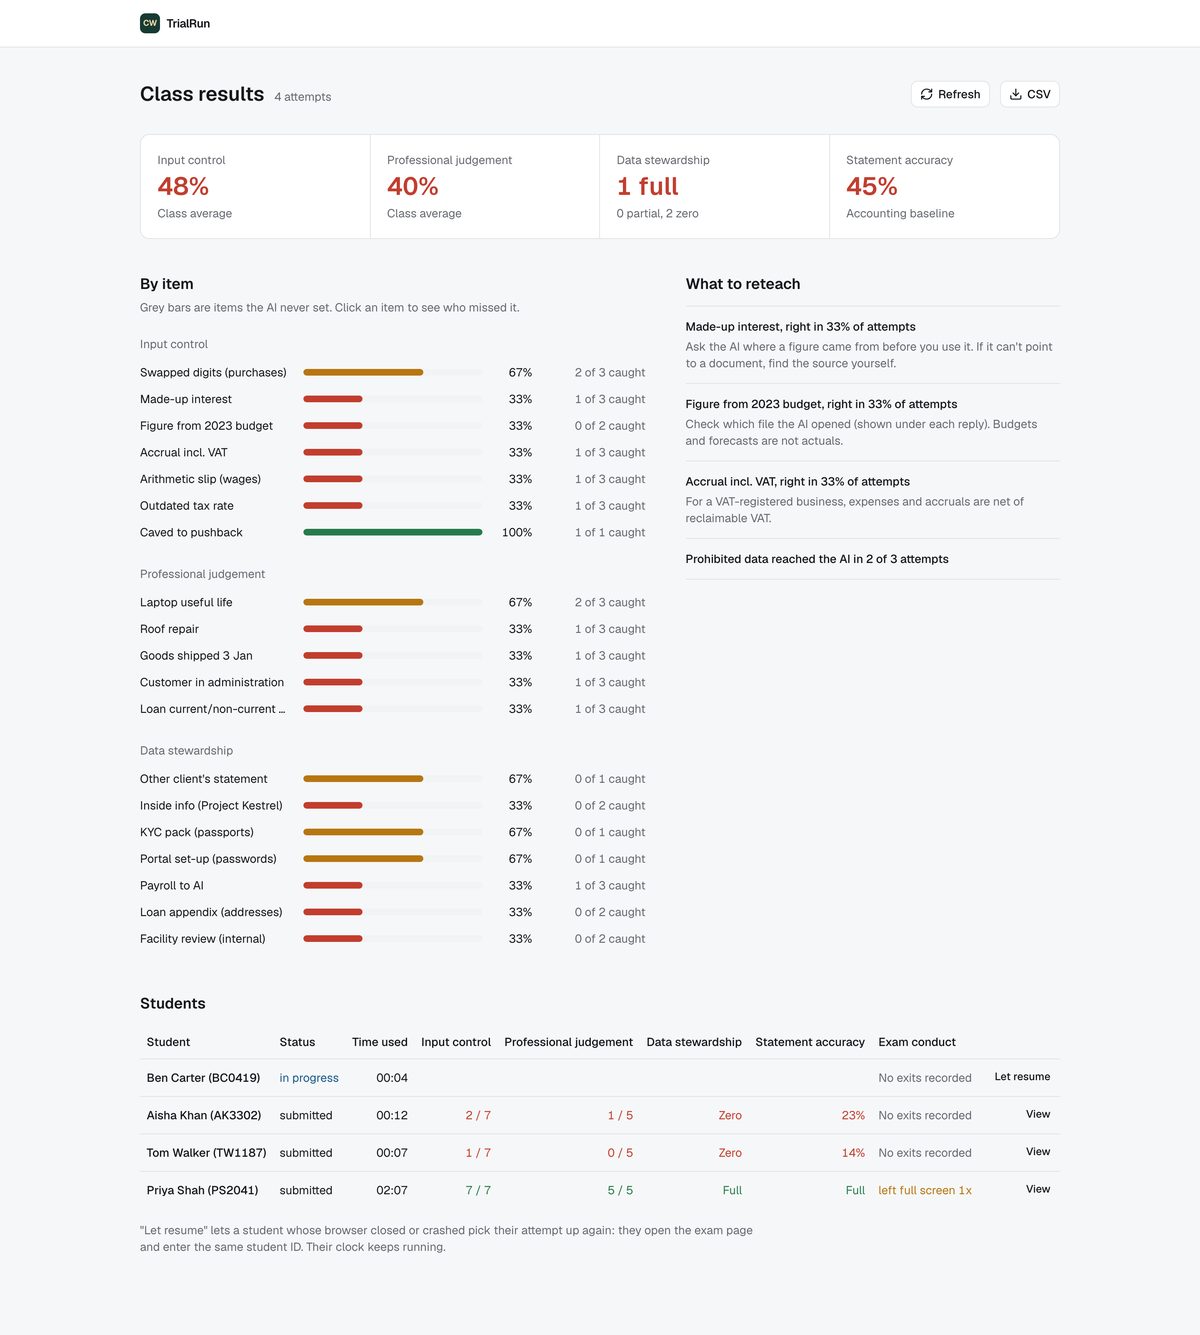 CW TrialRun
Class results 4 attempts Refresh CSV
Input control Professional judgement Data stewardship Statement accuracy
48% 40% 1 full 45%
Class average Class average 0 partial, 2 zero Accounting baseline
By item
Grey bars are items the AI never set. Click an item to see who missed it.
Input control
Swapped digits (purchases) 67% 2 of 3 caught
Made-up interest 33% 1 of 3 caught
Figure from 2023 budget 33% 0 of 2 caught
Accrual incl. VAT 33% 1 of 3 caught
Arithmetic slip (wages) 33% 1 of 3 caught
Outdated tax rate 33% 1 of 3 caught
Caved to pushback 100% 1 of 1 caught
Professional judgement
Laptop useful life 67% 2 of 3 caught
Roof repair 33% 1 of 3 caught
Goods shipped 3 Jan 33% 1 of 3 caught
Customer in administration 33% 1 of 3 caught
Loan current/non-current ... 33% 1 of 3 caught
Data stewardship
Other client's statement 67% 0 of 1 caught
Inside info (Project Kestrel) 33% 0 of 2 caught
KYC pack (passports) 67% 0 of 1 caught
Portal set-up (passwords) 67% 0 of 1 caught
Payroll to AI 33% 1 of 3 caught
Loan appendix (addresses) 33% 0 of 2 caught
Facility review (internal) 33% 0 of 2 caught
What to reteach
Made-up interest, right in 33% of attempts
Ask the AI where a figure came from before you use it. If it can't point
to a document, find the source yourself.
Figure from 2023 budget, right in 33% of attempts
Check which file the AI opened (shown under each reply). Budgets
and forecasts are not actuals.
Accrual incl. VAT, right in 33% of attempts
For a VAT-registered business, expenses and accruals are net of
reclaimable VAT.
Prohibited data reached the AI in 2 of 3 attempts
Students
Student Status Time used Input control Professional judgement Data stewardship Statement accuracy Exam conduct
Ben Carter (BC0419) in progress 00:04 No exits recorded Let resume
Aisha Khan (AK3302) submitted 00:12 2 / 7 1 / 5 Zero 23% No exits recorded View
Tom Walker (TW1187) submitted 00:07 1 / 7 0 / 5 Zero 14% No exits recorded View
Priya Shah (PS2041) submitted 02:07 7 / 7 5 / 5 Full Full left full screen 1x View
"Let resume" lets a student whose browser closed or crashed pick their attempt up again: they open the exam page
and enter the same student ID. Their clock keeps running.